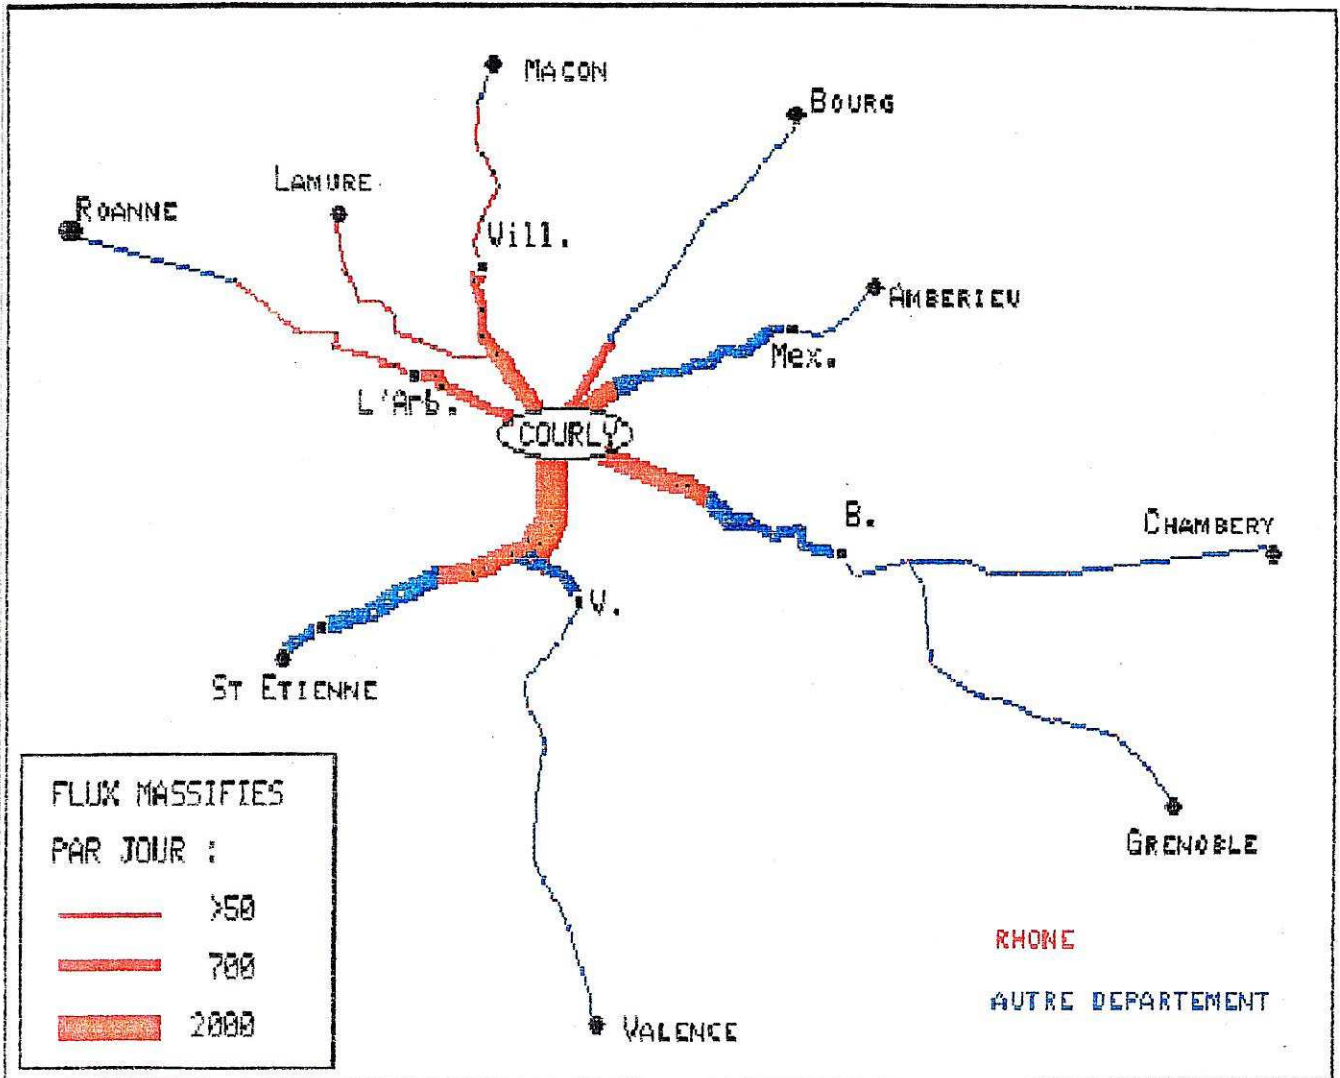 MACON
BOURG
LAMURE
ROANNE
Vill.
AMBERIEU
Mex.
L'Arb.
COURLY
B.
CHAMBERY
V.
ST ETIENNE
FLUX MASSIFIES
PAR JOUR :
>50
700
2000
GRENOBLE
RHONE
AUTRE DEPARTEMENT
VALENCE